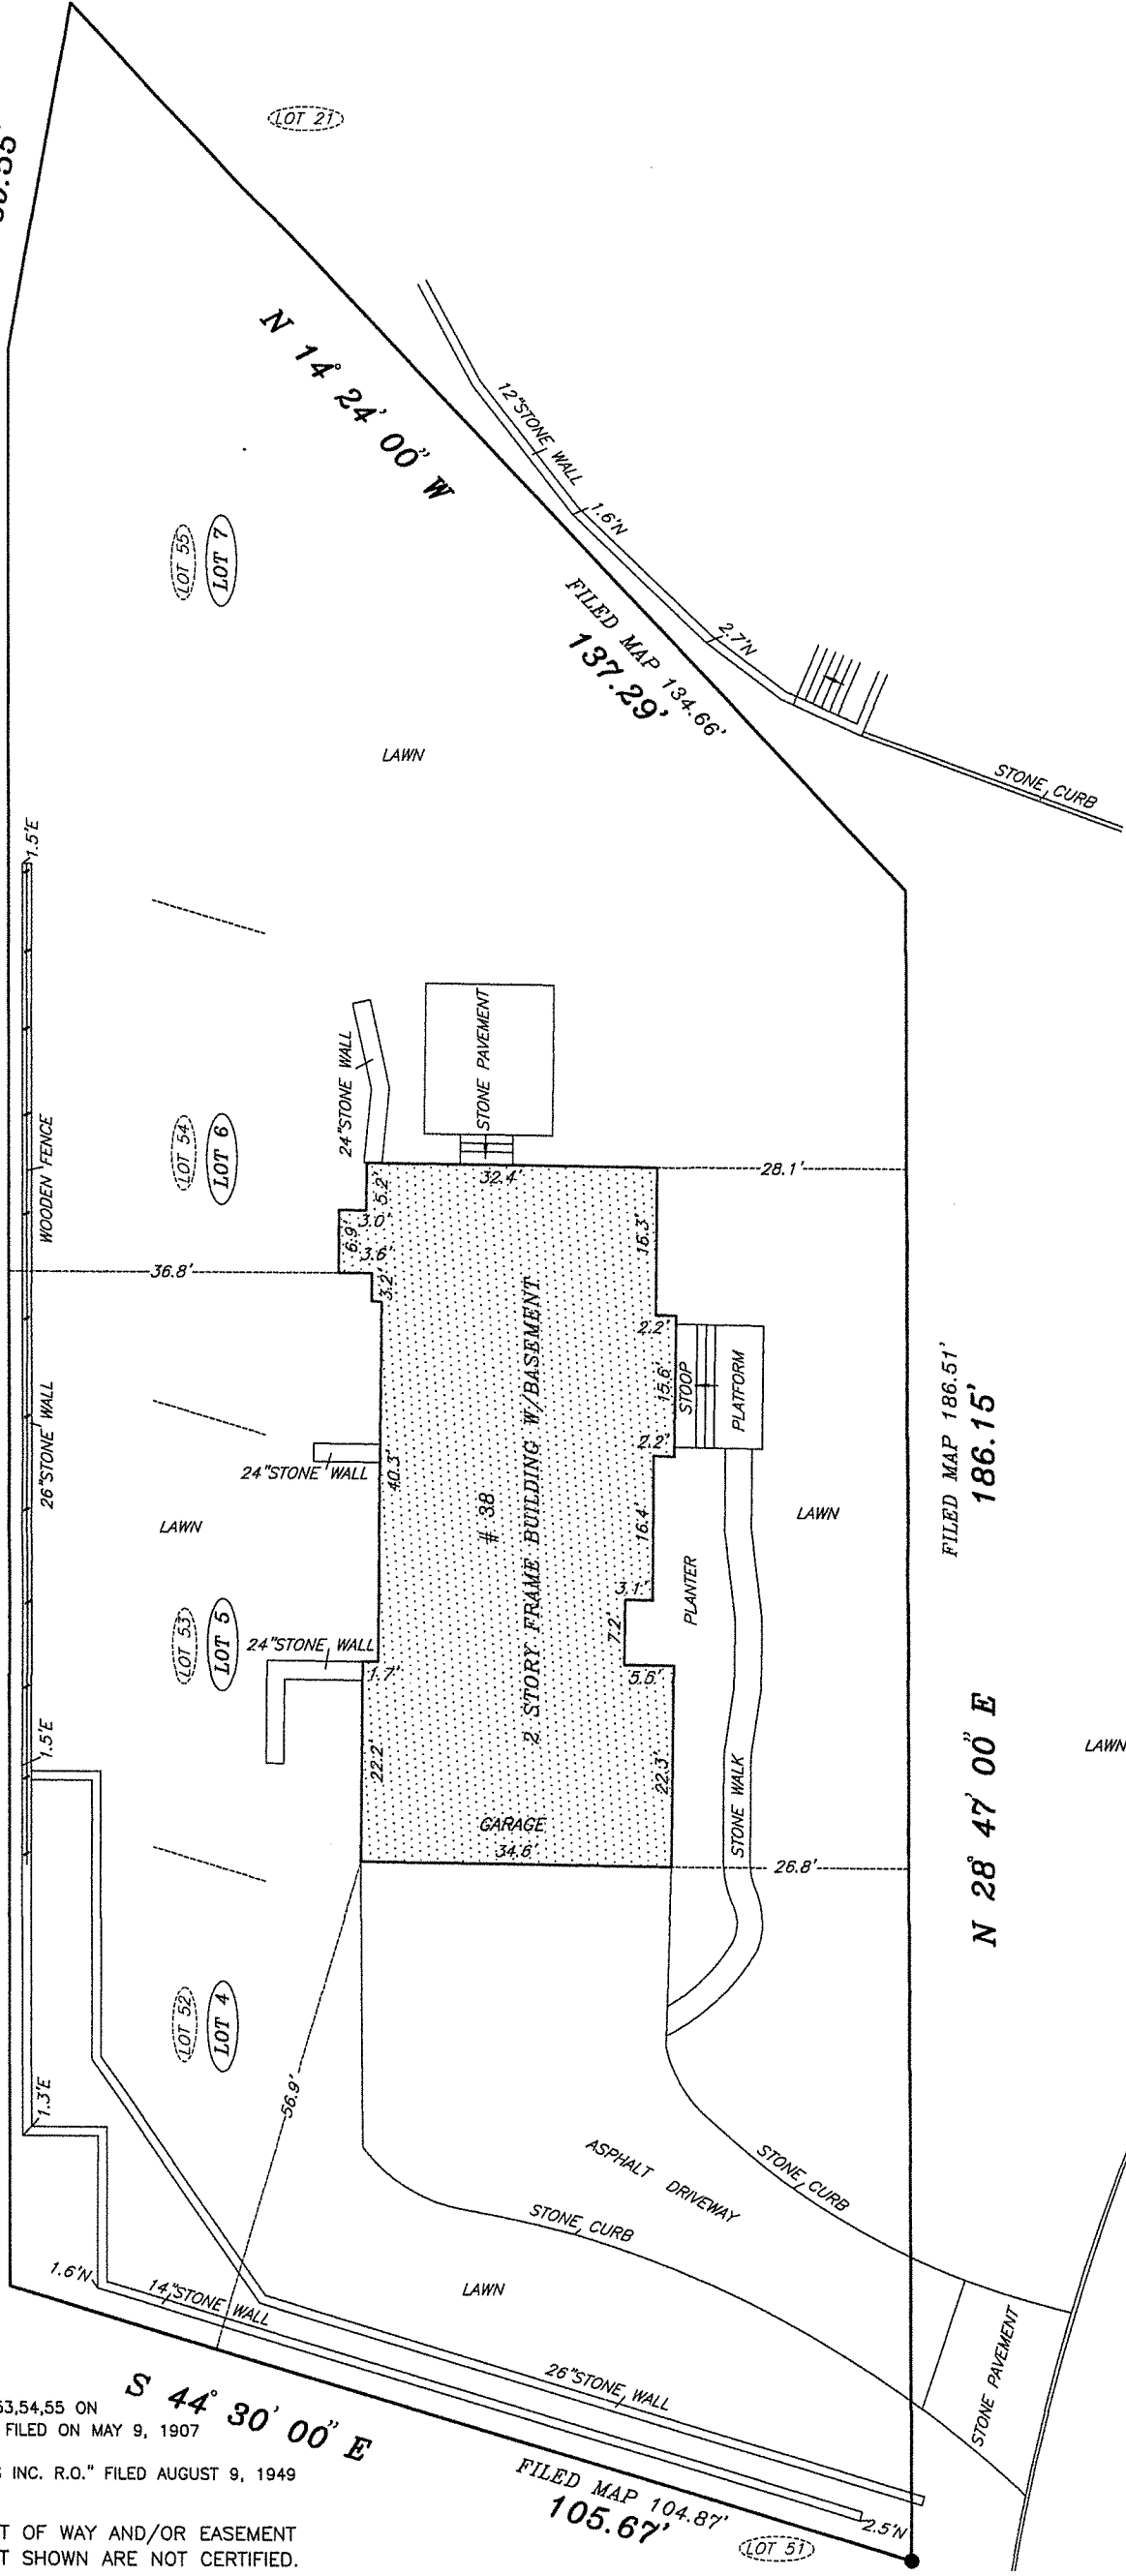 LOT 21
N 14° 24' 00" W
12"STONE WALL
1.6'N
FILED MAP 134.66'
137.29'
2.7'N
STONE CURB
LOT 55
LOT 7
LAWN
1.5'E
WOODEN FENCE
24"STONE WALL
STONE PAVEMENT
LOT 54
LOT 6
28.1'
32.4'
5.2'
3.0'
6.9'
3.6'
3.2'
36.8'
16.3'
2.2'
15.6'
STOOP
PLATFORM
2.2'
26"STONE WALL
24"STONE WALL
40.3'
# 38
2 STORY FRAME BUILDING W/BASEMENT
16.4'
LAWN
LAWN
FILED MAP 186.51'
186.15'
PLANTER
3.1'
7.2'
5.6'
LOT 53
LOT 5
24"STONE WALL
1.7'
22.2'
22.3'
1.5'E
STONE WALK
N 28° 47' 00" E
LAWN
GARAGE
34.6'
26.8'
LOT 52
LOT 4
56.9'
1.3'E
ASPHALT DRIVEWAY
STONE CURB
STONE CURB
LAWN
1.6'N
14"STONE WALL
26"STONE WALL
STONE PAVEMENT
S 44° 30' 00" E
FILED MAP 104.87'
105.67'
2.5'N
LOT 51
53,54,55 ON
FILED ON MAY 9, 1907
INC. R.O." FILED AUGUST 9, 1949
T OF WAY AND/OR EASEMENT
T SHOWN ARE NOT CERTIFIED.